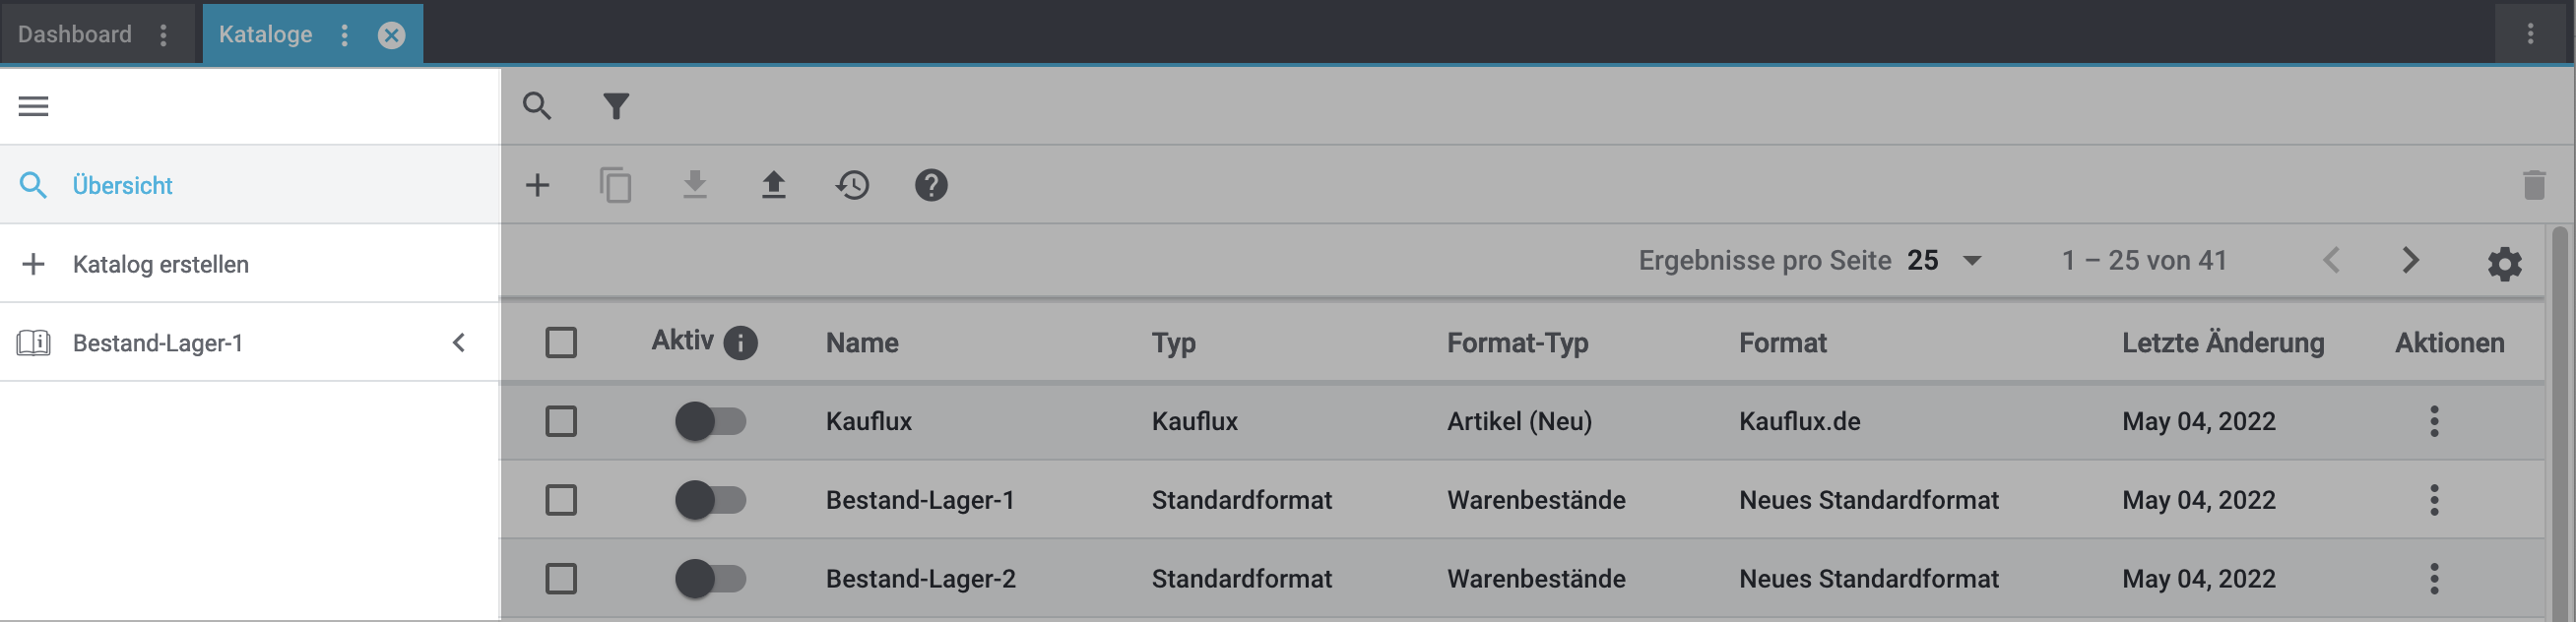 Dashboard Kataloge
Übersicht
Katalog erstellen
Ergebnisse pro Seite 25 1 – 25 von 41
Bestand-Lager-1
Aktiv Name Typ Format-Typ Format Letzte Änderung Aktionen
Kauflux Kauflux Artikel (Neu) Kauflux.de May 04, 2022
Bestand-Lager-1 Standardformat Warenbestände Neues Standardformat May 04, 2022
Bestand-Lager-2 Standardformat Warenbestände Neues Standardformat May 04, 2022